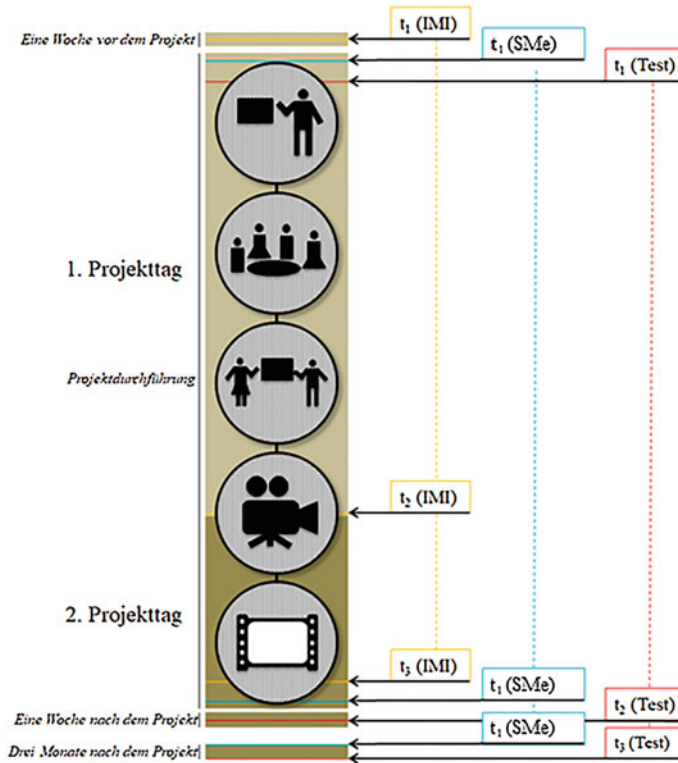 Eine Woche vor dem Projekt
t₁ (IMI)
t₁ (SMe)
t₁ (Test)
1. Projekttag
Projektdurchführung
t₂ (IMI)
2. Projekttag
t₃ (IMI)
t₁ (SMe)
Eine Woche nach dem Projekt
t₂ (Test)
t₁ (SMe)
Drei Monate nach dem Projekt
t₃ (Test)